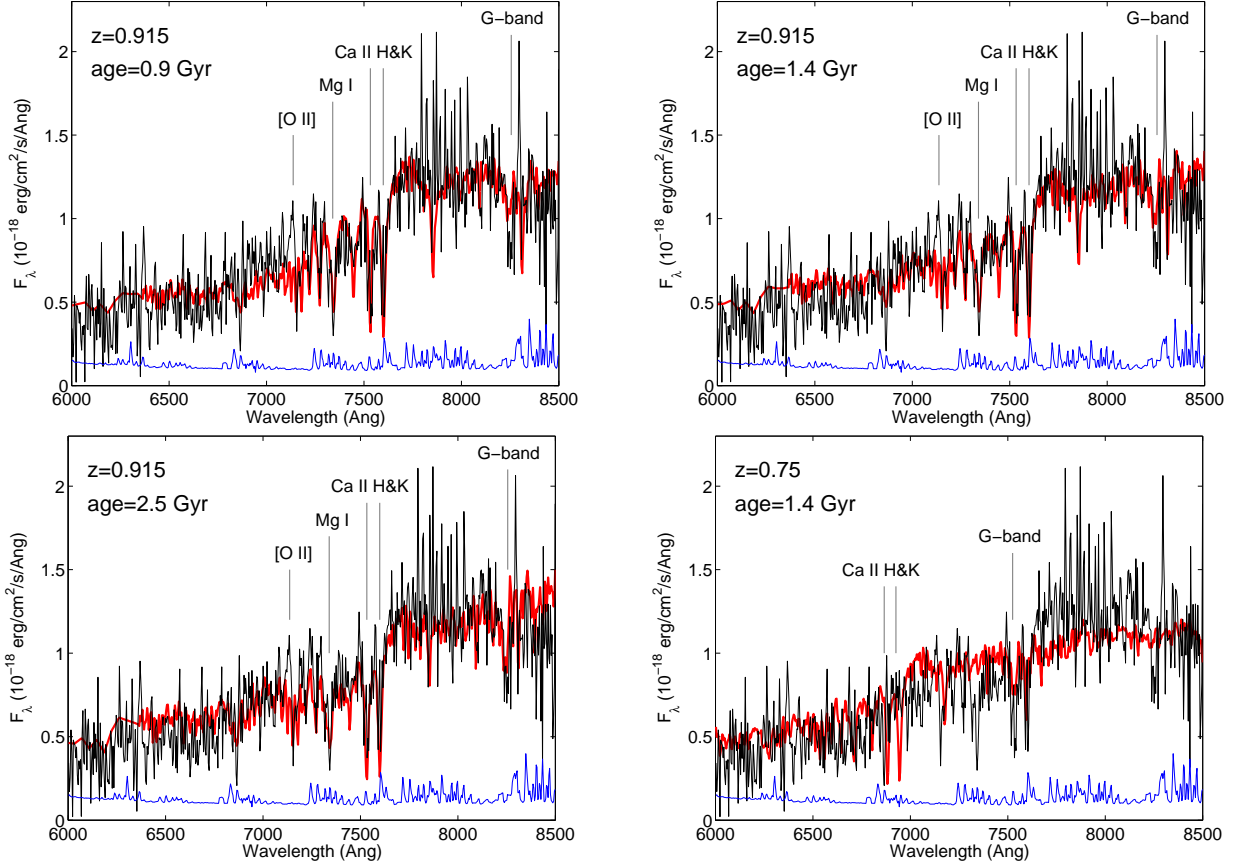 G−band
z=0.915
age=0.9 Gyr
Ca II H&K
Mg I
[O II]
F_λ (10^−18 erg/cm^2/s/Ang)
2
1.5
1
0.5
0
6000 6500 7000 7500 8000 8500
Wavelength (Ang)
G−band
z=0.915
age=1.4 Gyr
Ca II H&K
Mg I
[O II]
F_λ (10^−18 erg/cm^2/s/Ang)
2
1.5
1
0.5
0
6000 6500 7000 7500 8000 8500
Wavelength (Ang)
G−band
z=0.915
age=2.5 Gyr
Ca II H&K
Mg I
[O II]
F_λ (10^−18 erg/cm^2/s/Ang)
2
1.5
1
0.5
0
6000 6500 7000 7500 8000 8500
Wavelength (Ang)
z=0.75
age=1.4 Gyr
G−band
Ca II H&K
F_λ (10^−18 erg/cm^2/s/Ang)
2
1.5
1
0.5
0
6000 6500 7000 7500 8000 8500
Wavelength (Ang)